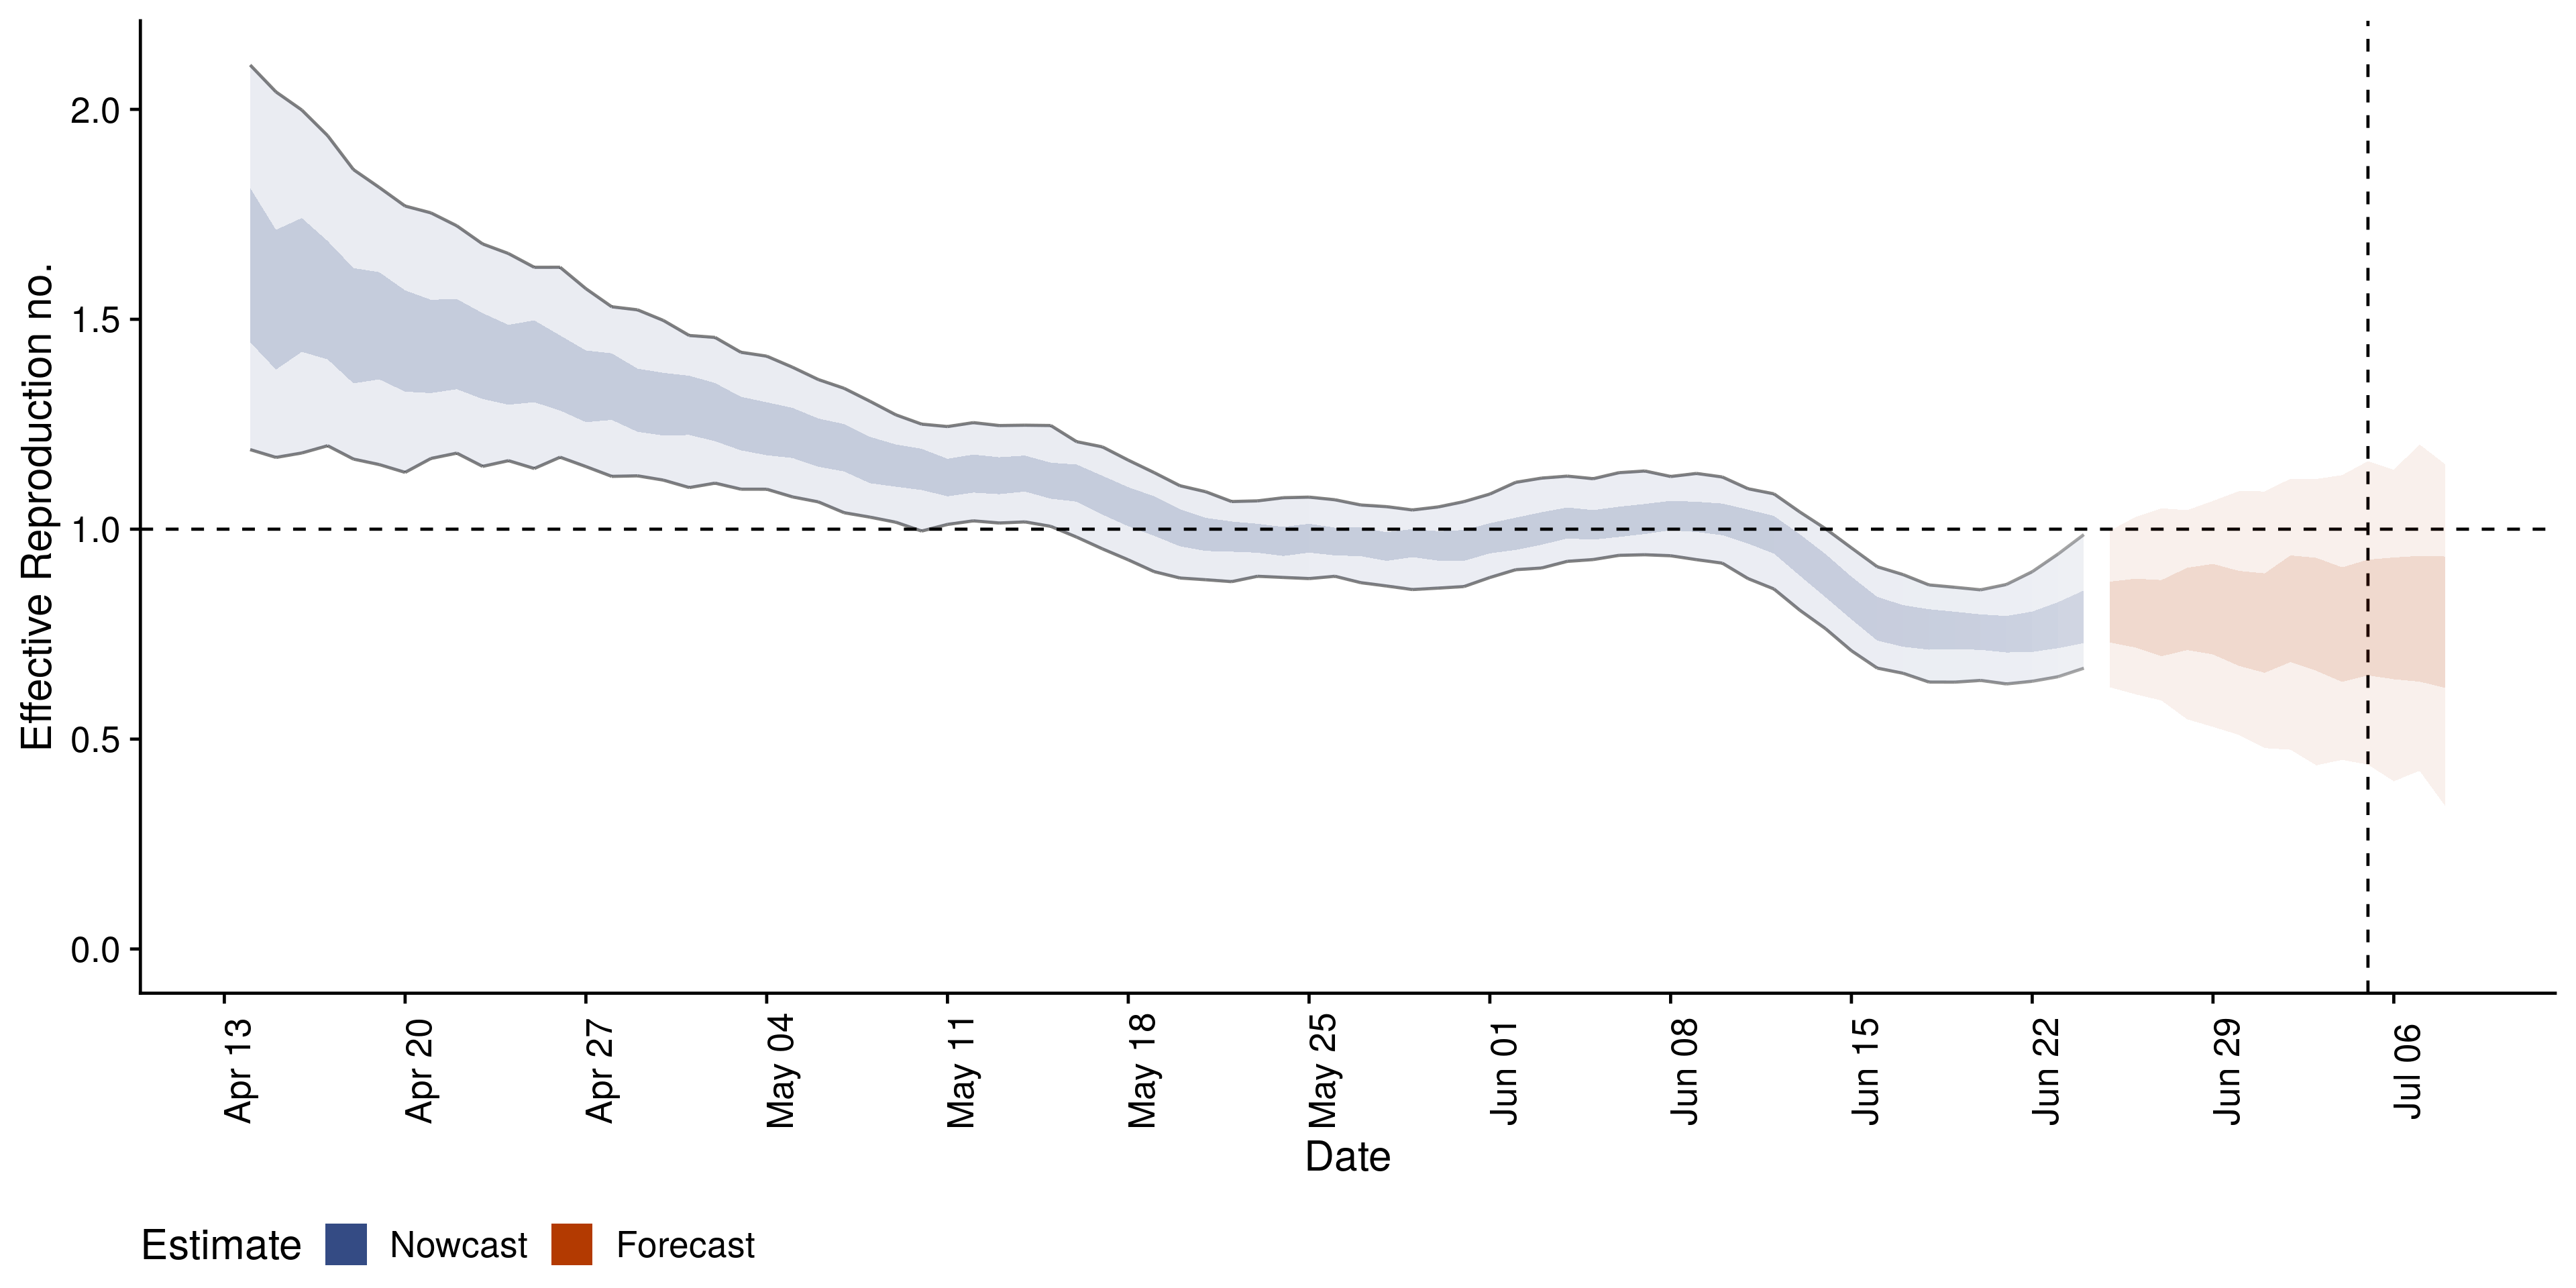 Effective Reproduction no.
2.0
1.5
1.0
0.5
0.0
Apr 13
Apr 20
Apr 27
May 04
May 11
May 18
May 25
Jun 01
Jun 08
Jun 15
Jun 22
Jun 29
Jul 06
Date
Estimate Nowcast Forecast